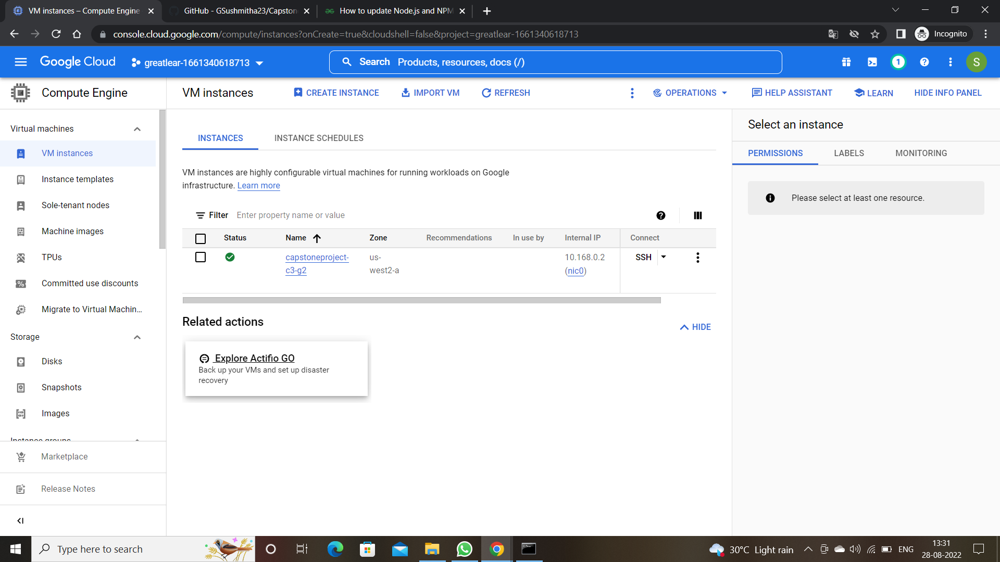 VM instances – Compute Engine
GitHub - GSushmitha23/Capston
How to update Node.js and NPM
console.cloud.google.com/compute/instances?onCreate=true&cloudshell=false&project=greatlear-1661340618713
Incognito
Google Cloud
greatlear-1661340618713
Search Products, resources, docs (/)
1
S
Compute Engine
VM instances
CREATE INSTANCE
IMPORT VM
REFRESH
OPERATIONS
HELP ASSISTANT
LEARN
HIDE INFO PANEL
Virtual machines
VM instances
Instance templates
Sole-tenant nodes
Machine images
TPUs
Committed use discounts
Migrate to Virtual Machin...
Storage
Disks
Snapshots
Images
Instance groups
Marketplace
Release Notes
INSTANCES
INSTANCE SCHEDULES
VM instances are highly configurable virtual machines for running workloads on Google
infrastructure. Learn more
Filter Enter property name or value
Status Name Zone Recommendations In use by Internal IP Connect
capstoneproject-
c3-g2
us-
west2-a
10.168.0.2
(nic0)
SSH
Related actions
HIDE
Explore Actifio GO
Back up your VMs and set up disaster
recovery
Select an instance
PERMISSIONS
LABELS
MONITORING
Please select at least one resource.
Type here to search
30°C Light rain
ENG
13:31
28-08-2022